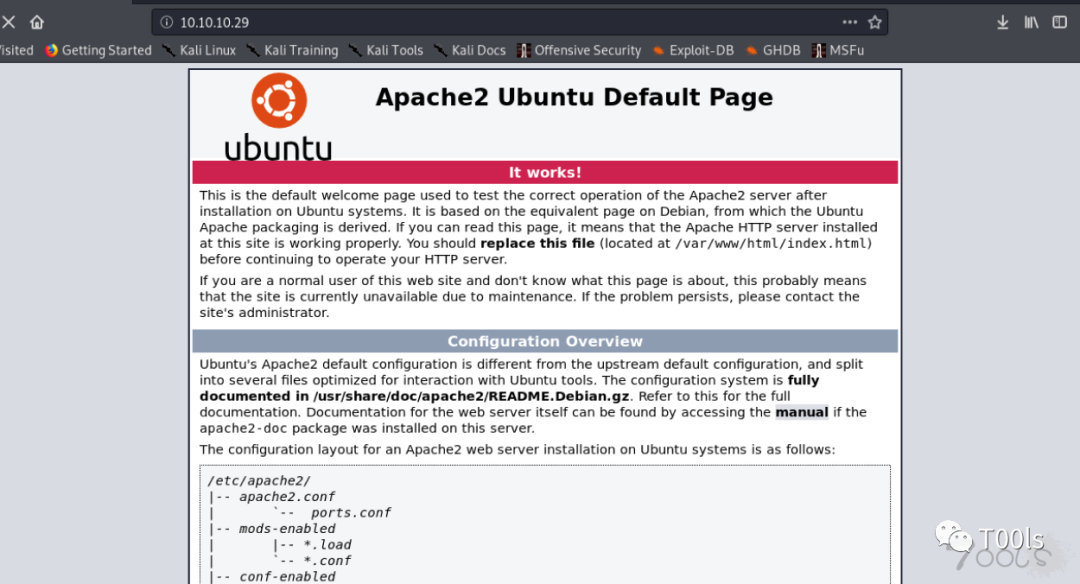 10.10.10.29
isited Getting Started Kali Linux Kali Training Kali Tools Kali Docs Offensive Security Exploit-DB GHDB MSFu
ubuntu
Apache2 Ubuntu Default Page
It works!
This is the default welcome page used to test the correct operation of the Apache2 server after
installation on Ubuntu systems. It is based on the equivalent page on Debian, from which the Ubuntu
Apache packaging is derived. If you can read this page, it means that the Apache HTTP server installed
at this site is working properly. You should replace this file (located at /var/www/html/index.html)
before continuing to operate your HTTP server.
If you are a normal user of this web site and don't know what this page is about, this probably means
that the site is currently unavailable due to maintenance. If the problem persists, please contact the
site's administrator.
Configuration Overview
Ubuntu's Apache2 default configuration is different from the upstream default configuration, and split
into several files optimized for interaction with Ubuntu tools. The configuration system is fully
documented in /usr/share/doc/apache2/README.Debian.gz. Refer to this for the full
documentation. Documentation for the web server itself can be found by accessing the manual if the
apache2-doc package was installed on this server.
The configuration layout for an Apache2 web server installation on Ubuntu systems is as follows:
/etc/apache2/
|-- apache2.conf
|       `--  ports.conf
|-- mods-enabled
|       |-- *.load
|       `-- *.conf
|-- conf-enabled
T00ls
T00ls